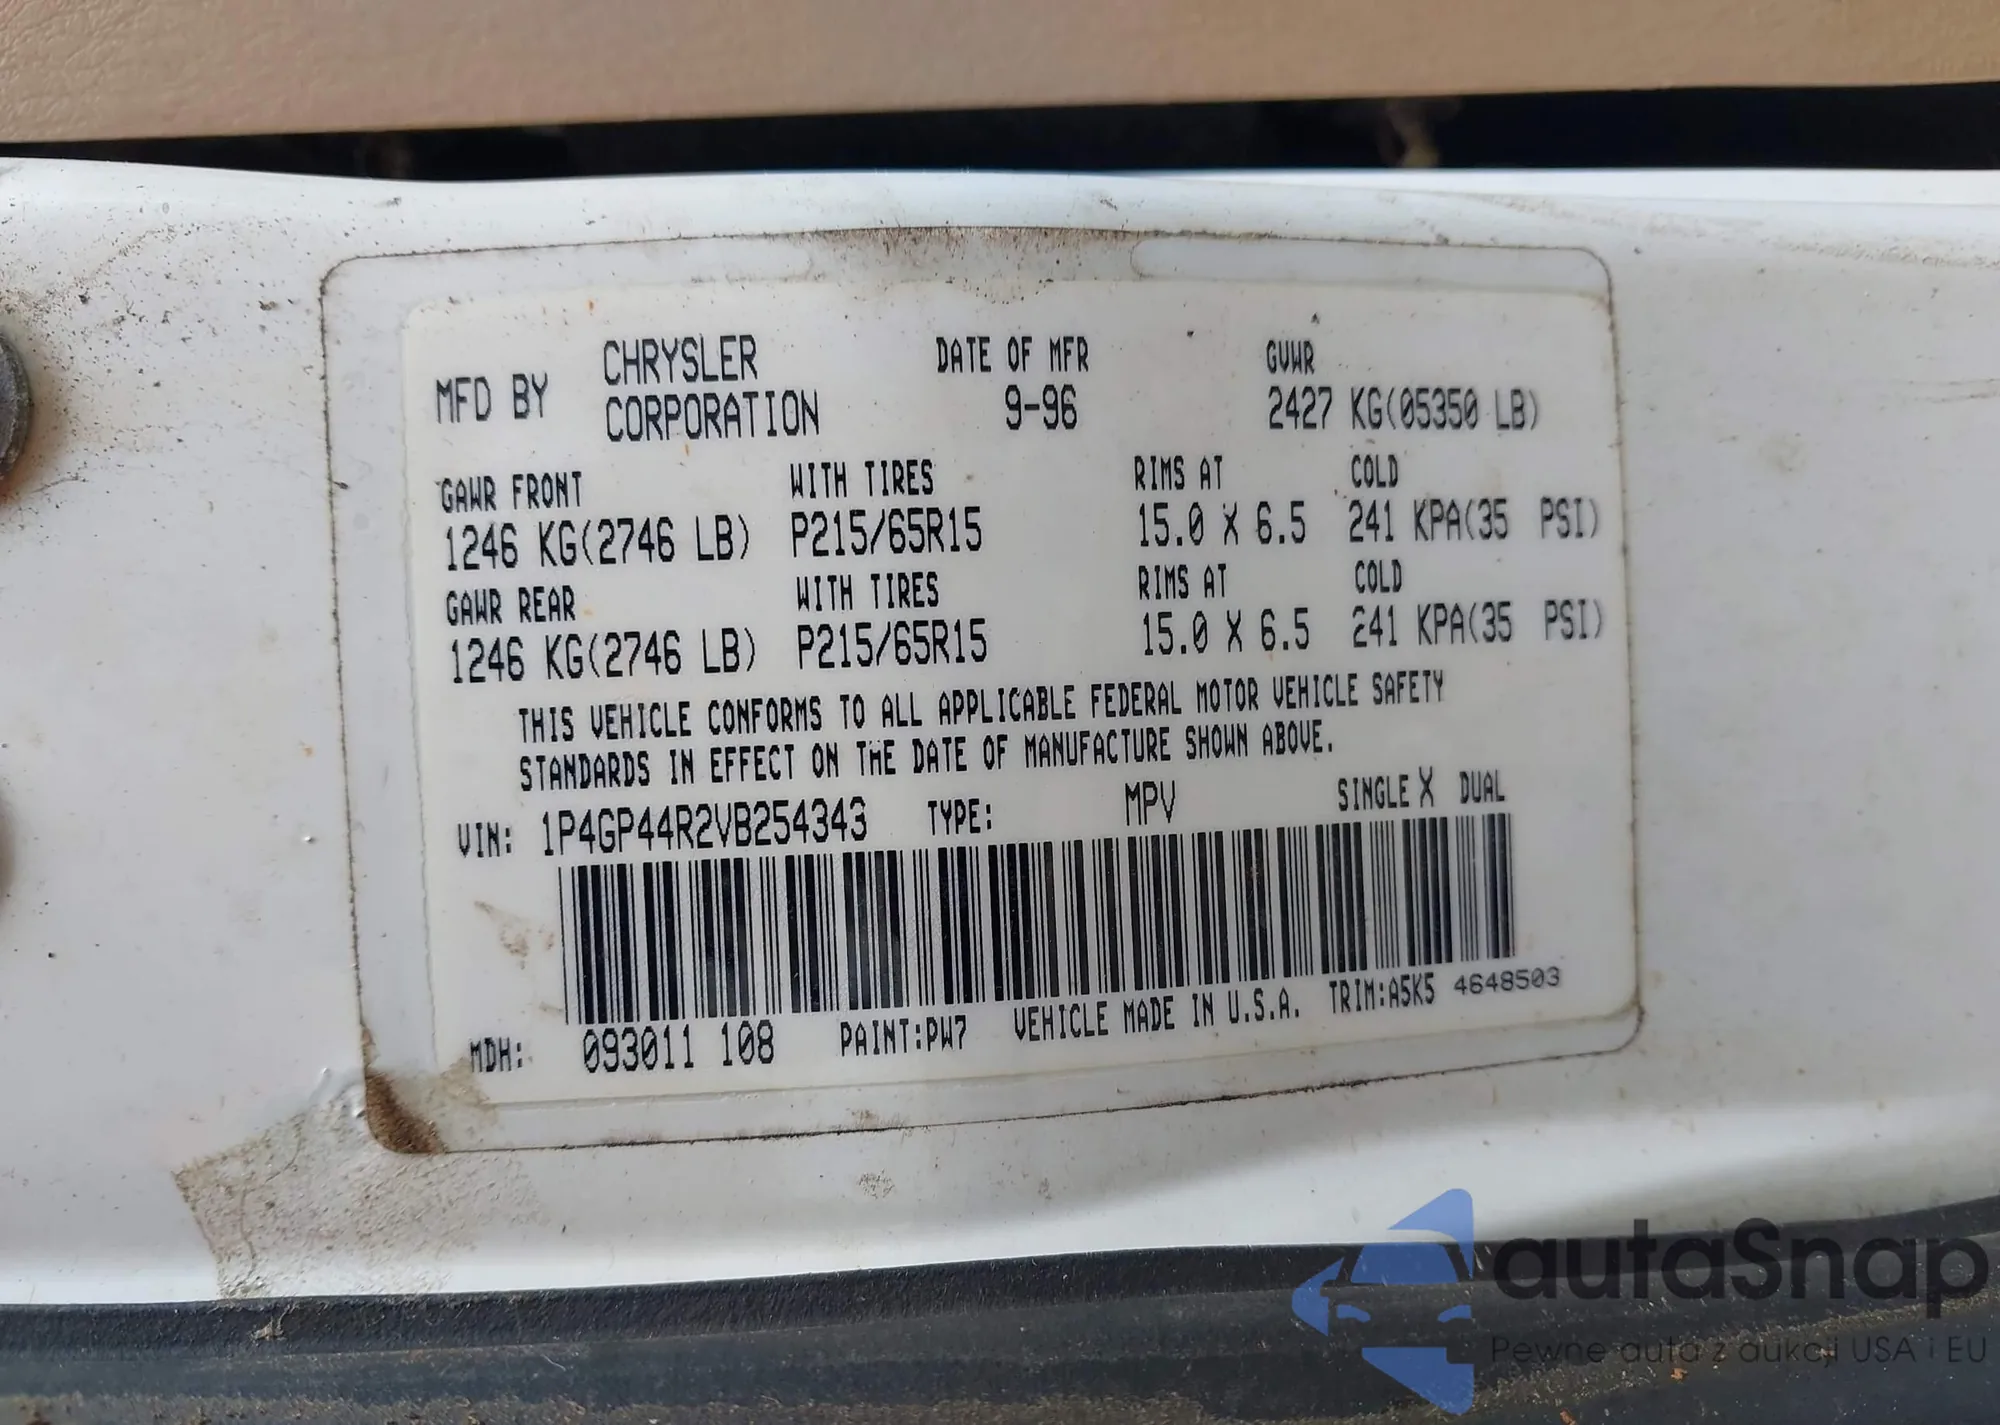 MFD BY CHRYSLER CORPORATION DATE OF MFR 9-96 GVWR 2427 KG(05350 LB)
GAWR FRONT WITH TIRES RIMS AT COLD
1246 KG(2746 LB) P215/65R15 15.0 X 6.5 241 KPA(35 PSI)
GAWR REAR WITH TIRES RIMS AT COLD
1246 KG(2746 LB) P215/65R15 15.0 X 6.5 241 KPA(35 PSI)
THIS VEHICLE CONFORMS TO ALL APPLICABLE FEDERAL MOTOR VEHICLE SAFETY
STANDARDS IN EFFECT ON THE DATE OF MANUFACTURE SHOWN ABOVE.
VIN: 1P4GP44R2VB254343 TYPE: MPV SINGLE X DUAL
MDH: 093011 108 PAINT:PW7 VEHICLE MADE IN U.S.A. TRIM:A5K5 4648503
autaSnap
Pewne auta z aukcji USA i EU